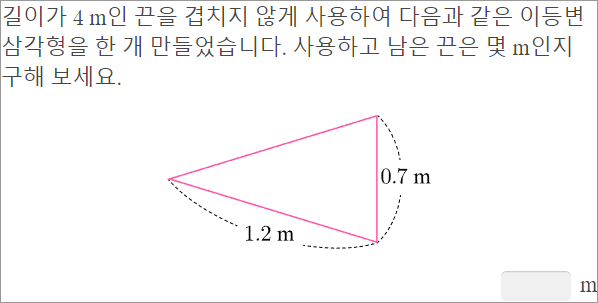 길이가 4 m인 끈을 겹치지 않게 사용하여 다음과 같은 이등변
삼각형을 한 개 만들었습니다. 사용하고 남은 끈은 몇 m인지
구해 보세요.
0.7 m
1.2 m
m